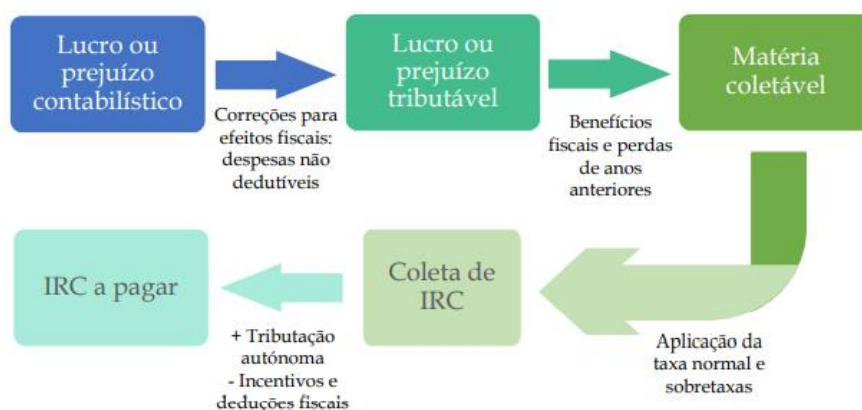 Lucro ou
prejuízo
contabilístico
Correções para
efeitos fiscais:
despesas não
dedutíveis
Lucro ou
prejuízo
tributável
Benefícios
fiscais e perdas
de anos
anteriores
Matéria
coletável
Aplicação da
taxa normal e
sobretaxas
Coleta de
IRC
+ Tributação
autónoma
- Incentivos e
deduções fiscais
IRC a pagar